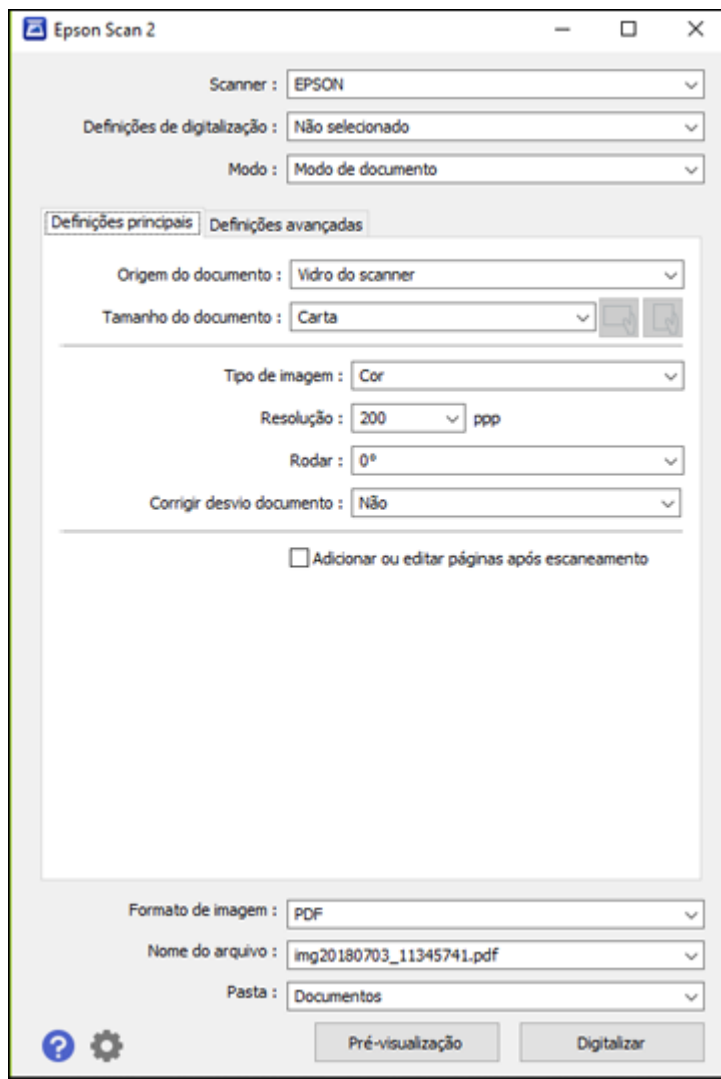 Epson Scan 2
Scanner : EPSON
Definições de digitalização : Não selecionado
Modo : Modo de documento
Definições principais Definições avançadas
Origem do documento : Vidro do scanner
Tamanho do documento : Carta
Tipo de imagem : Cor
Resolução : 200 ppp
Rodar : 0°
Corrigir desvio documento : Não
Adicionar ou editar páginas após escaneamento
Formato de imagem : PDF
Nome do arquivo : img20180703_11345741.pdf
Pasta : Documentos
? Pré-visualização Digitalizar